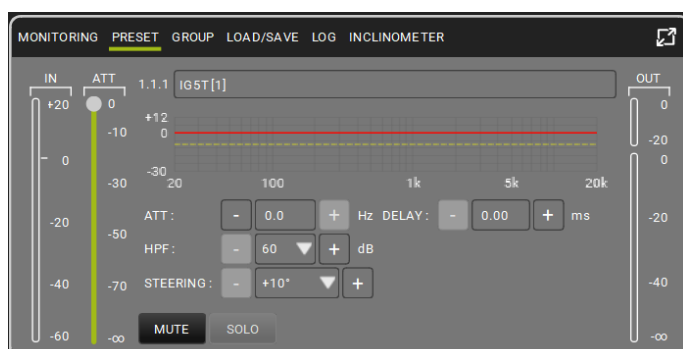 MONITORING PRESET GROUP LOAD/SAVE LOG INCLINOMETER
IN ATT 1.1.1 IG5T[1] OUT
+20 0 +12 0
-10 0 -20
0 0
-30 -30
20 100 1k 5k 20k
-20 ATT: - 0.0 + Hz DELAY: - 0.00 + ms -20
-50 HPF: - 60 + dB
-40 -70 STEERING: - +10° + -40
-60 -∞ MUTE SOLO -∞